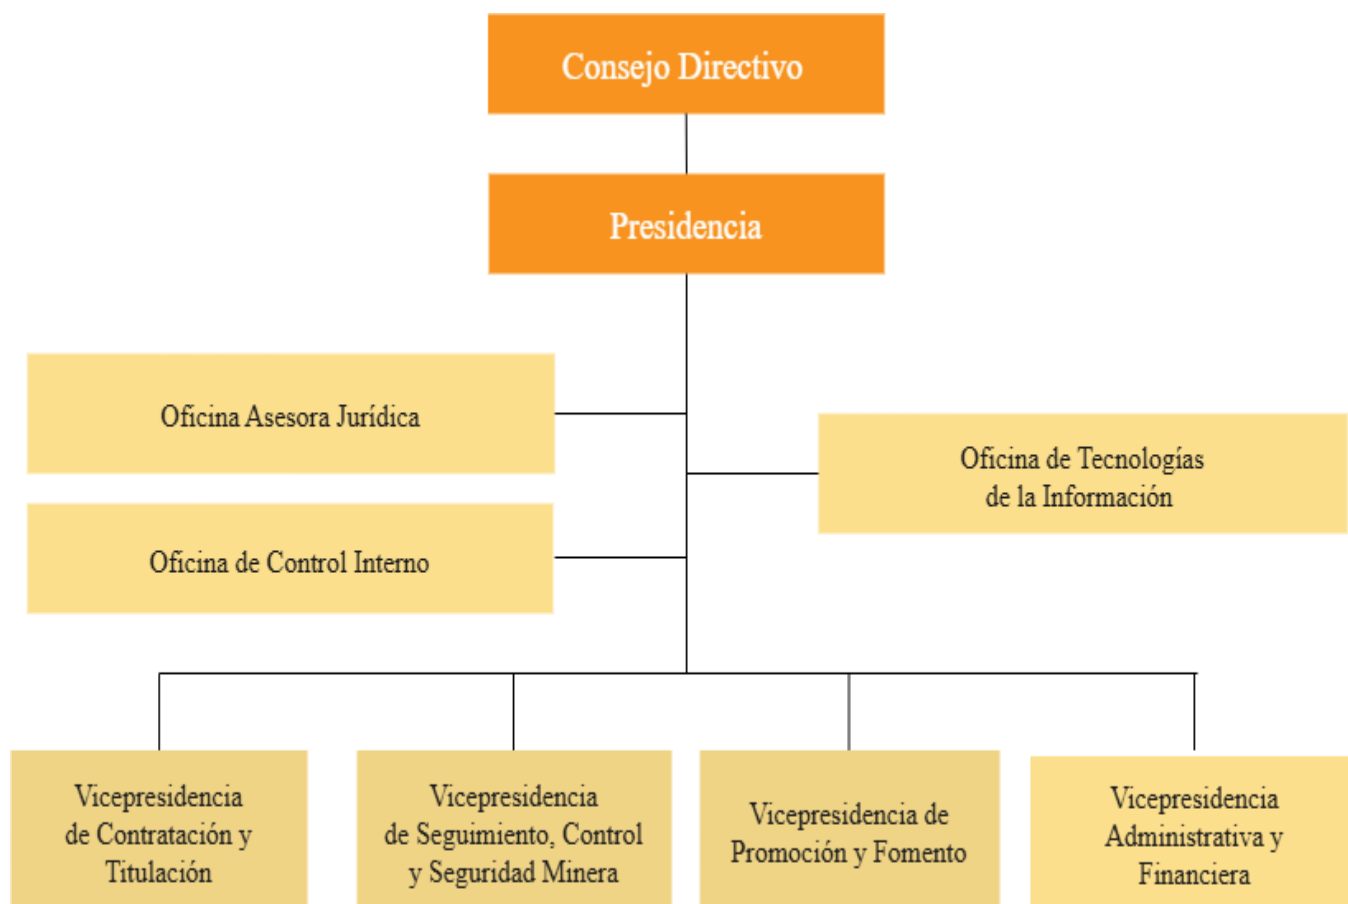 Consejo Directivo
Presidencia
Oficina Asesora Jurídica
Oficina de Tecnologías
de la Información
Oficina de Control Interno
Vicepresidencia
de Contratación y
Titulación
Vicepresidencia
de Seguimiento, Control
y Seguridad Minera
Vicepresidencia de
Promoción y Fomento
Vicepresidencia
Administrativa y
Financiera